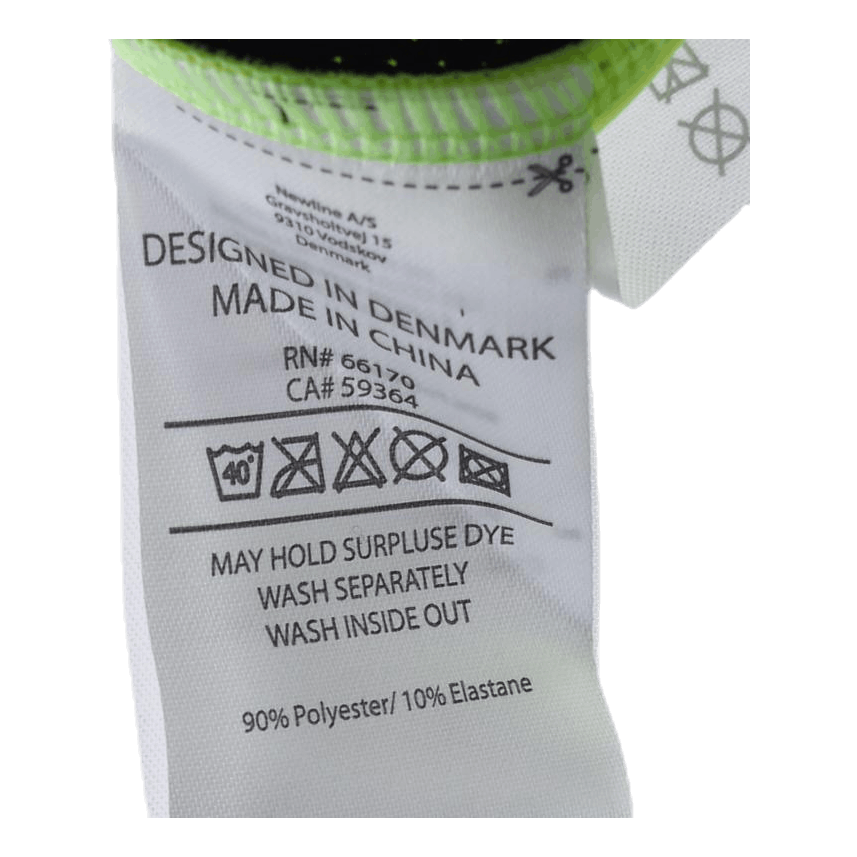 Newline A/S
Gravsholtvej 15
9310 Vodskov
Denmark
DESIGNED IN DENMARK
MADE IN CHINA
RN# 66170
CA# 59364
40°
MAY HOLD SURPLUSE DYE
WASH SEPARATELY
WASH INSIDE OUT
90% Polyester/ 10% Elastane